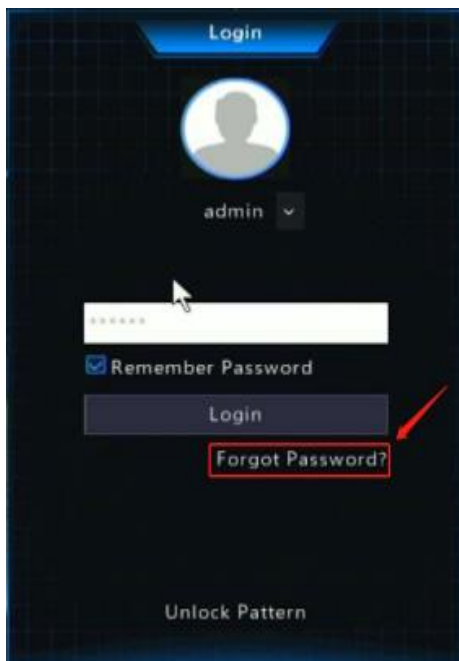 Login
admin
******
Remember Password
Login
Forgot Password?
Unlock Pattern